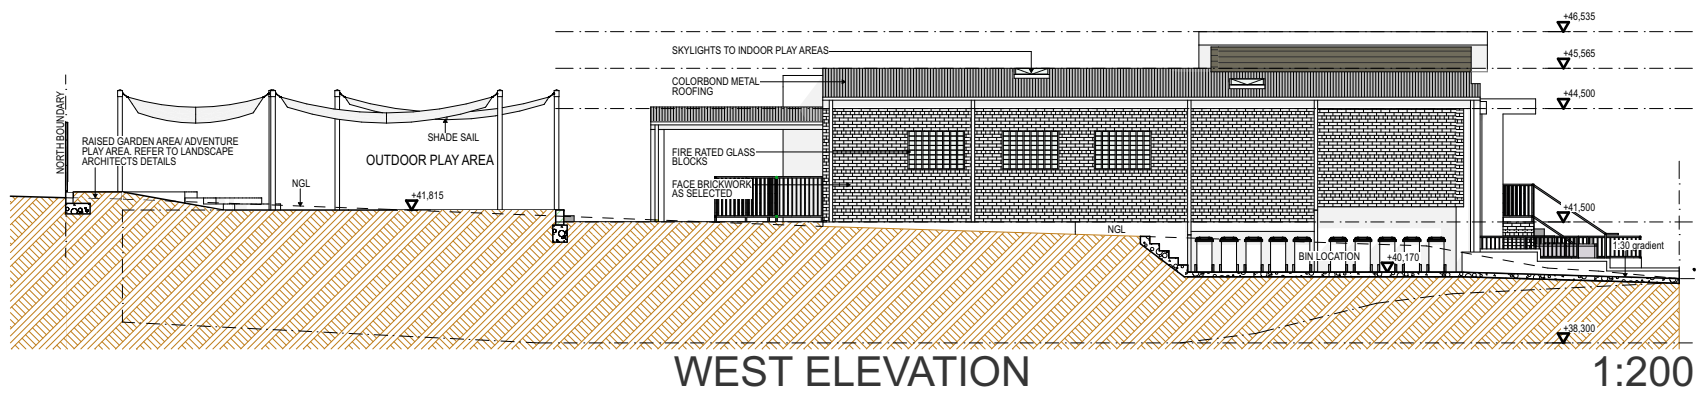 +46,535
SKYLIGHTS TO INDOOR PLAY AREAS
+45,565
COLORBOND METAL
ROOFING
+44,500
NORTH BOUNDARY
RAISED GARDEN AREA/ ADVENTURE
PLAY AREA. REFER TO LANDSCAPE
ARCHITECTS DETAILS
SHADE SAIL
OUTDOOR PLAY AREA
FIRE RATED GLASS
BLOCKS
NGL
FACE BRICKWORK
AS SELECTED
+41,815
+41,500
NGL
1:30 gradient
BIN LOCATION
+40,170
+38,300
WEST ELEVATION
1:200